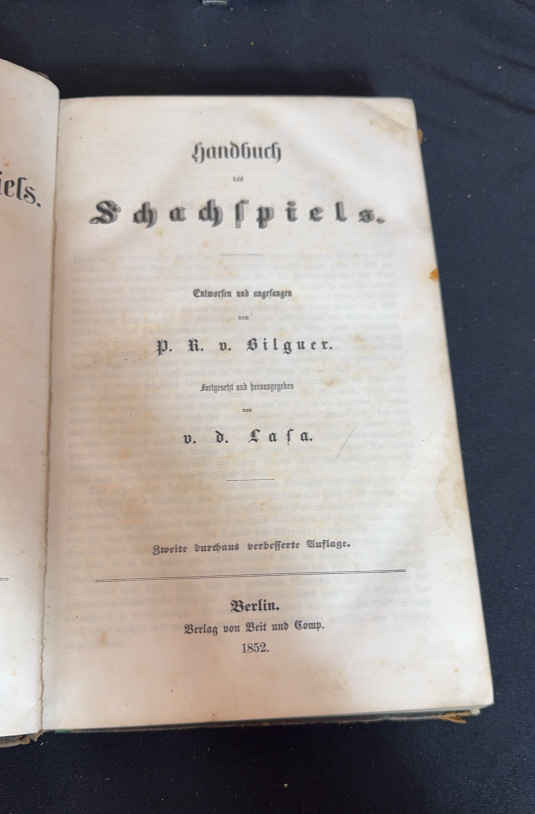 iels.
Handbuch
des
Schachspiels.
Entworfen und angefangen
von
P. R. v. Bilguer.
Fortgesetzt und herausgegeben
von
v. d. Lasa.
Zweite durchaus verbesserte Auflage.
Berlin.
Verlag von Veit und Comp.
1852.